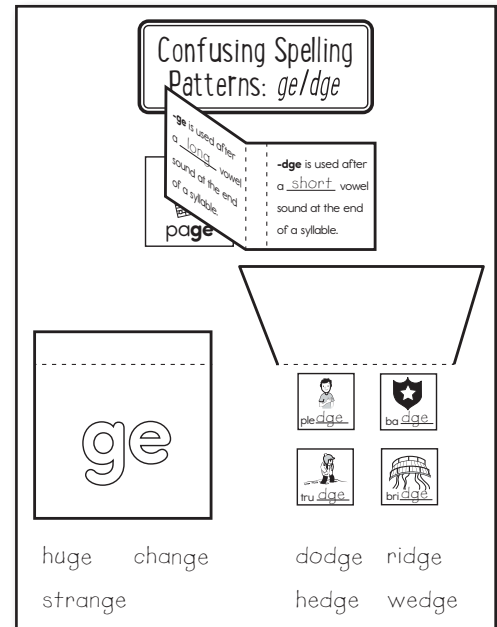 Confusing Spelling
Patterns: ge/dge
-ge is used after
a long vowel
sound at the end
of a syllable.
-dge is used after
a short vowel
sound at the end
of a syllable.
page
ge
pledge
badge
trudge
bridge
huge change
strange
dodge ridge
hedge wedge